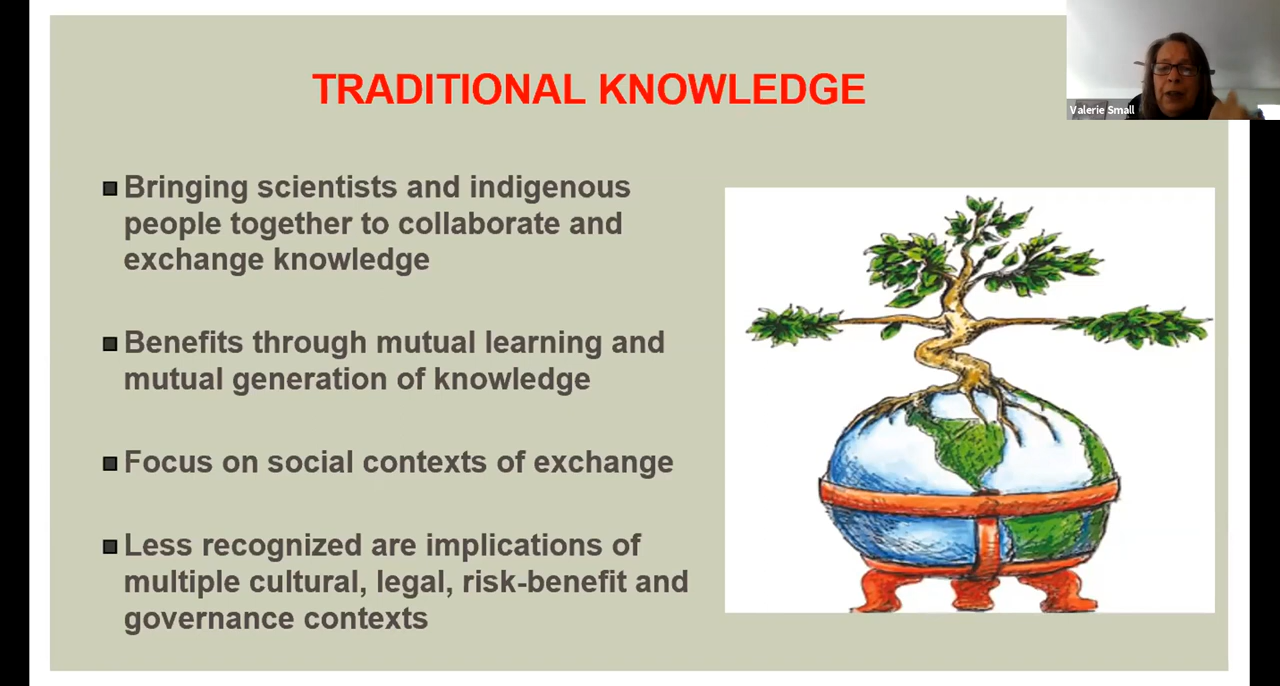 TRADITIONAL KNOWLEDGE
Valerie Small
Bringing scientists and indigenous
people together to collaborate and
exchange knowledge
Benefits through mutual learning and
mutual generation of knowledge
Focus on social contexts of exchange
Less recognized are implications of
multiple cultural, legal, risk-benefit and
governance contexts